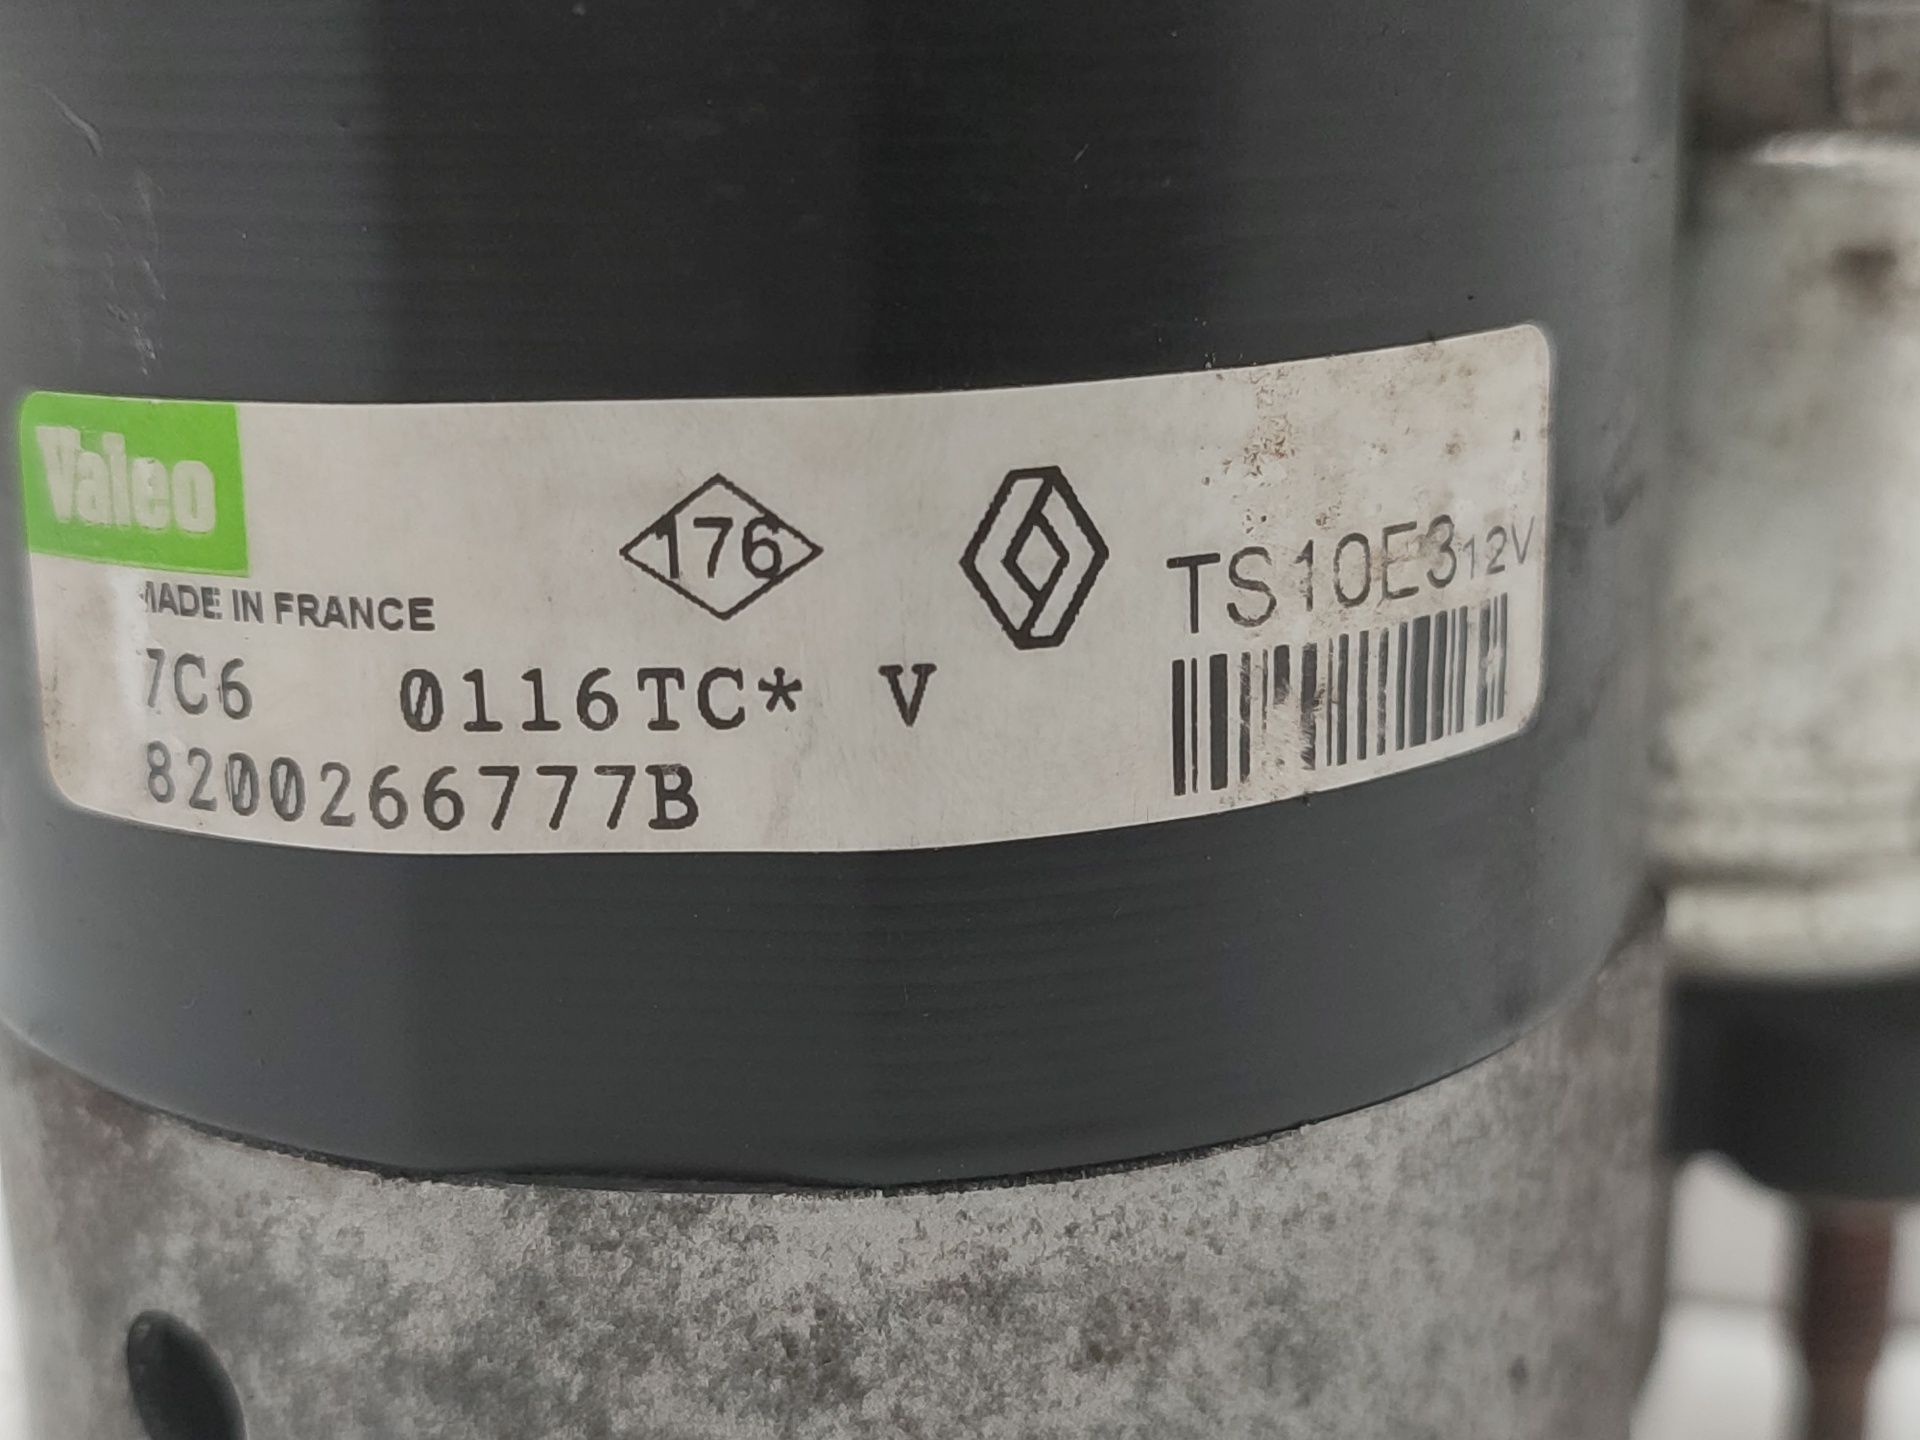 Valeo
176
TS10E3 12V
MADE IN FRANCE
7C6 0116TC* V
8200266777B